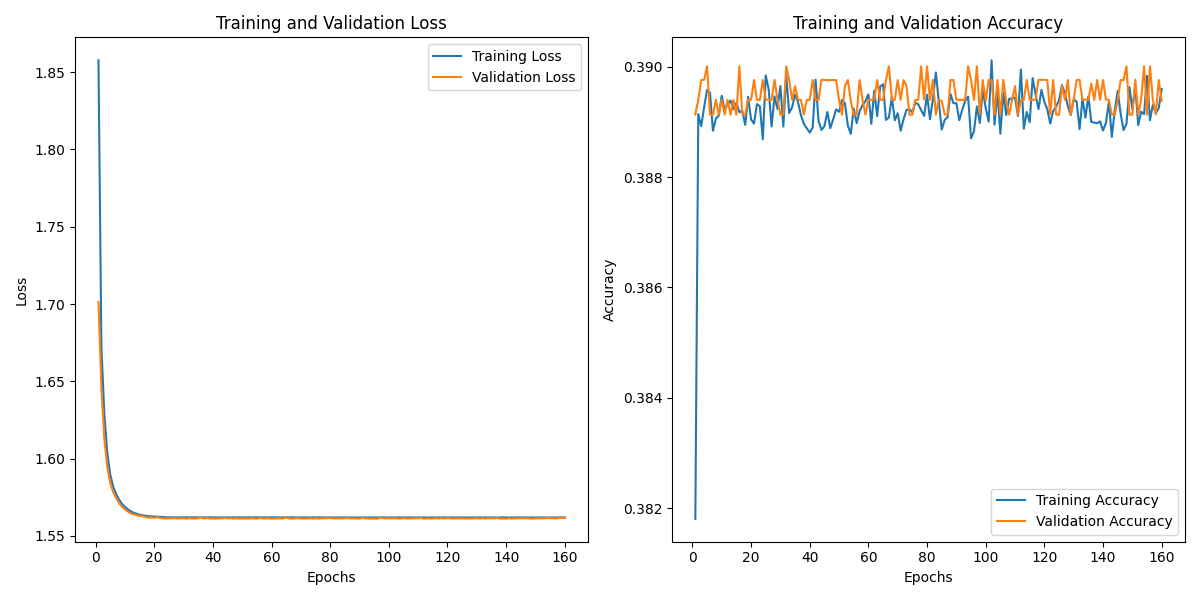 Training and Validation Loss
Training Loss
Validation Loss
1.85
1.80
1.75
1.70
1.65
1.60
1.55
Loss
0 20 40 60 80 100 120 140 160
Epochs
Training and Validation Accuracy
0.390
0.388
0.386
0.384
0.382
Accuracy
Training Accuracy
Validation Accuracy
0 20 40 60 80 100 120 140 160
Epochs